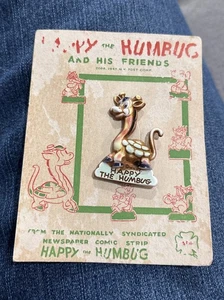 HAPPY THE HUMBUG
AND HIS FRIENDS
HAPPY
THE HUMBUG
FROM THE NATIONALLY SYNDICATED
NEWSPAPER COMIC STRIP
HAPPY THE HUMBUG